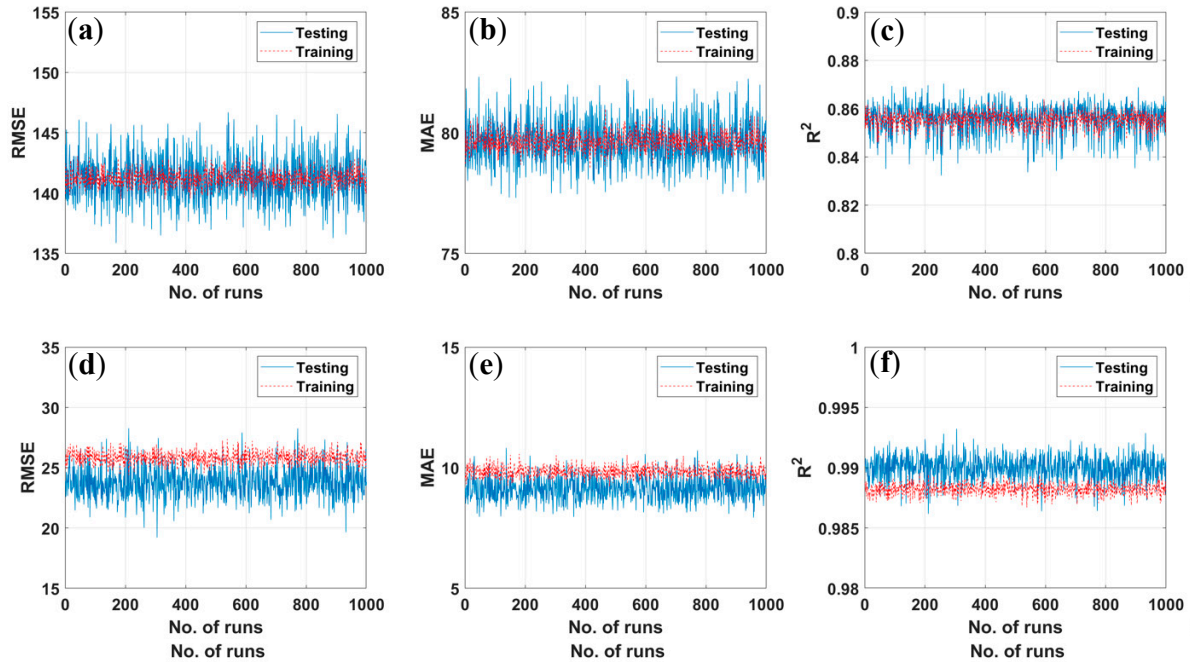 (a)
155
150
145
140
135
RMSE
0 200 400 600 800 1000
No. of runs
Testing
Training
(b)
85
80
75
MAE
0 200 400 600 800 1000
No. of runs
Testing
Training
(c)
0.9
0.88
0.86
0.84
0.82
0.8
R²
0 200 400 600 800 1000
No. of runs
Testing
Training
(d)
35
30
25
20
15
RMSE
0 200 400 600 800 1000
No. of runs
No. of runs
Testing
Training
(e)
15
10
5
MAE
0 200 400 600 800 1000
No. of runs
No. of runs
Testing
Training
(f)
1
0.995
0.99
0.985
0.98
R²
0 200 400 600 800 1000
No. of runs
No. of runs
Testing
Training